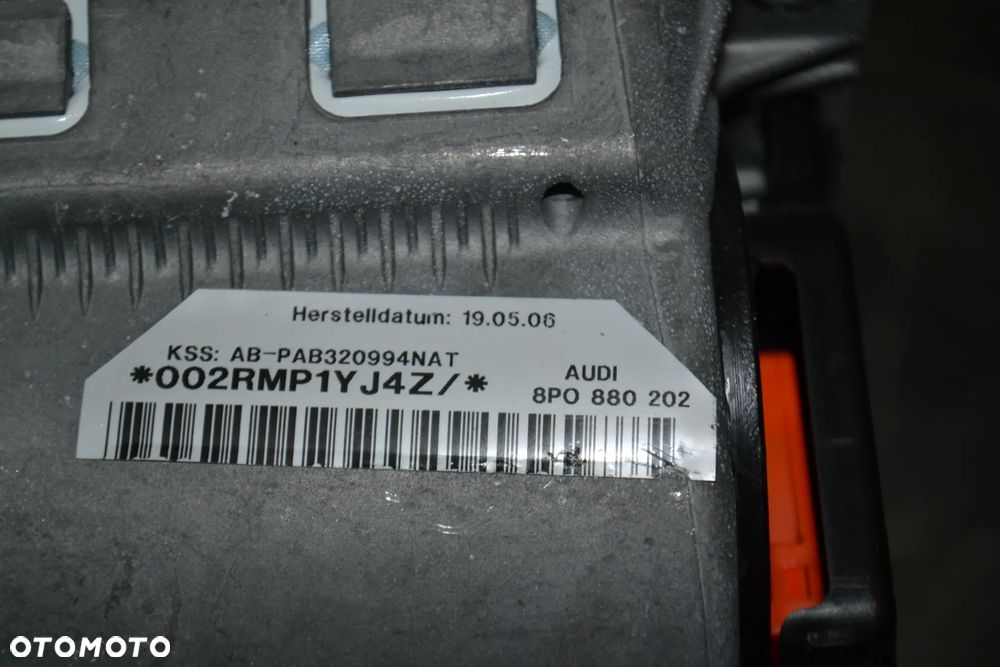 Herstelldatum: 19.05.06
KSS: AB-PAB320994NAT
*002RMP1YJ4Z/*
AUDI
8P0 880 202
OTOMOTO